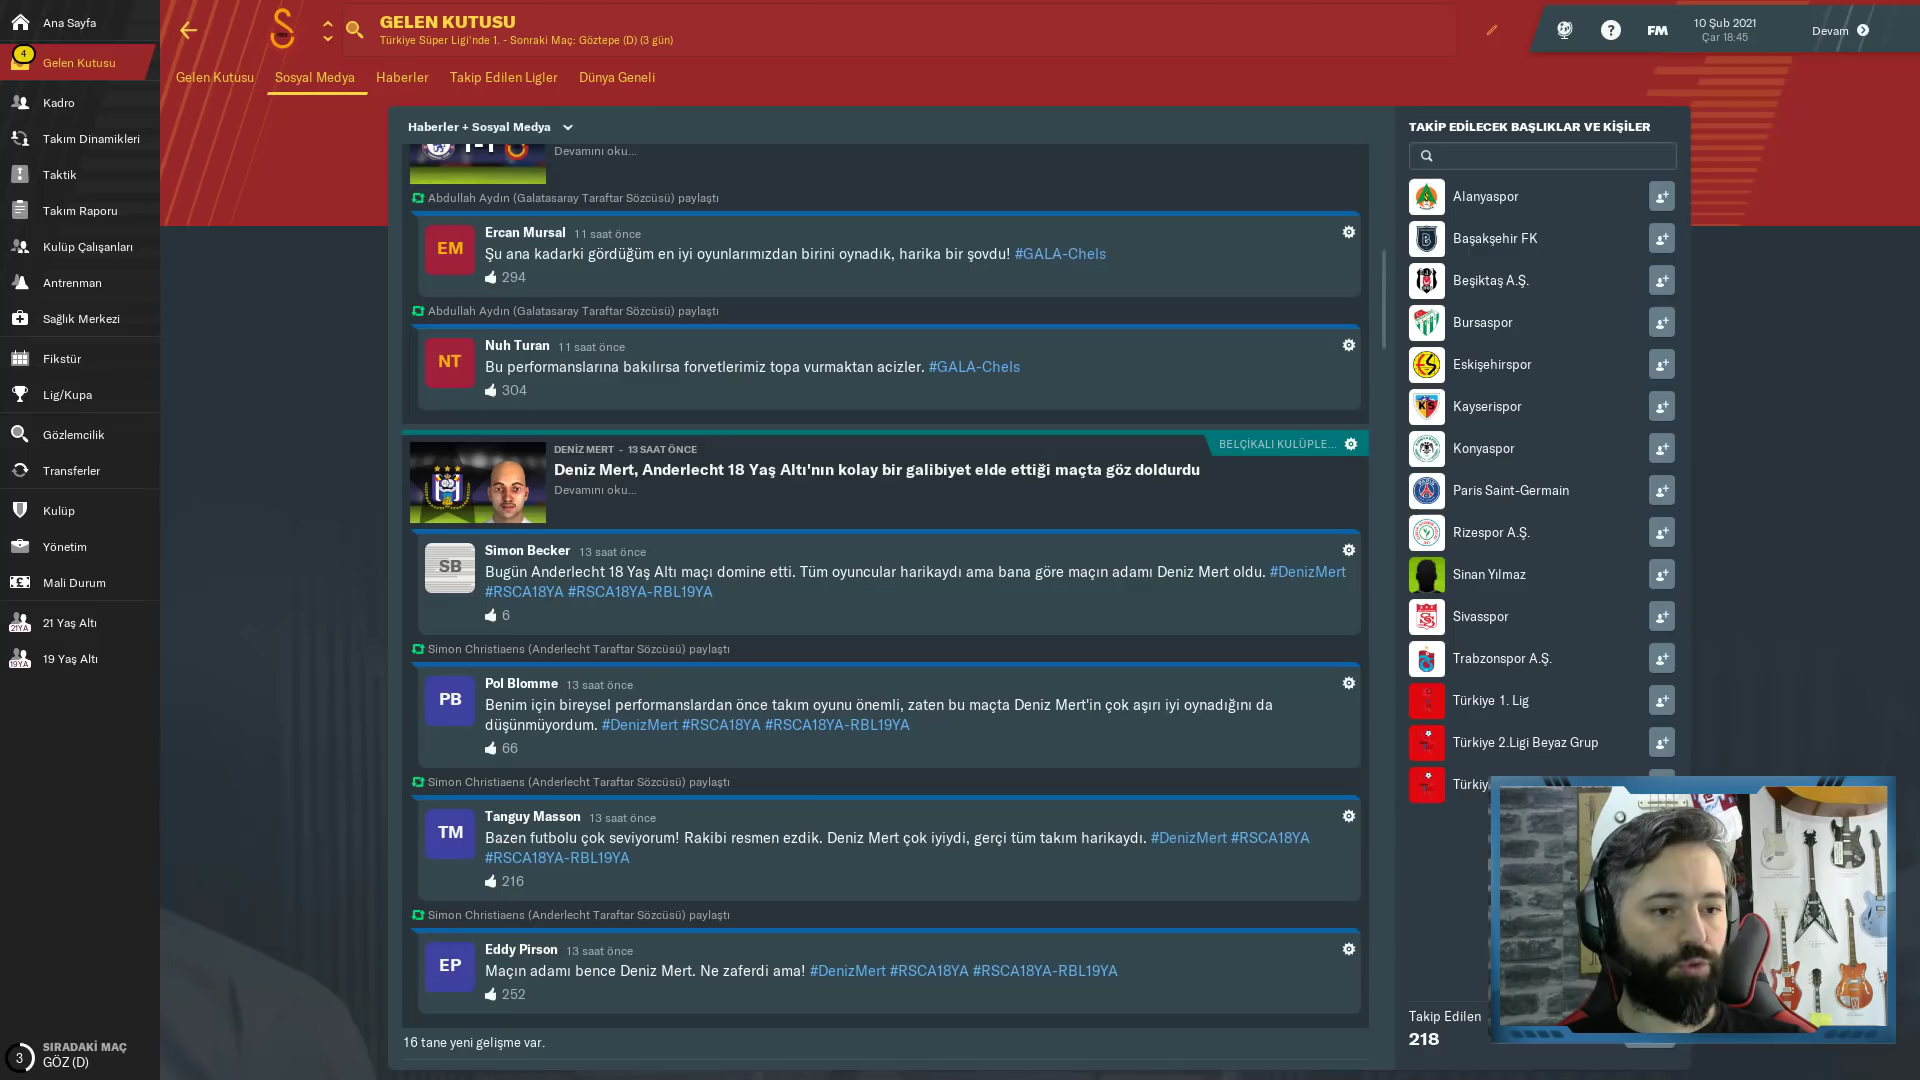 Ana Sayfa
4
Gelen Kutusu
Kadro
Takım Dinamikleri
Taktik
Takım Raporu
Kulüp Çalışanları
Antrenman
Sağlık Merkezi
Fikstür
Lig/Kupa
Gözlemcilik
Transferler
Kulüp
Yönetim
Mali Durum
21YA
21 Yaş Altı
19YA
19 Yaş Altı
3
SIRADAKİ MAÇ
GÖZ (D)
GELEN KUTUSU
Türkiye Süper Ligi'nde 1. - Sonraki Maç: Göztepe (D) (3 gün)
FM
10 Şub 2021
Çar 18:45
Devam
Gelen Kutusu
Sosyal Medya
Haberler
Takip Edilen Ligler
Dünya Geneli
Haberler + Sosyal Medya
1-1
Devamını oku...
Abdullah Aydın (Galatasaray Taraftar Sözcüsü) paylaştı
EM
Ercan Mursal 11 saat önce
Şu ana kadarki gördüğüm en iyi oyunlarımızdan birini oynadık, harika bir şovdu! #GALA-Chels
294
Abdullah Aydın (Galatasaray Taraftar Sözcüsü) paylaştı
NT
Nuh Turan 11 saat önce
Bu performanslarına bakılırsa forvetlerimiz topa vurmaktan acizler. #GALA-Chels
304
DENİZ MERT - 13 SAAT ÖNCE
BELÇİKALI KULÜPLE...
Deniz Mert, Anderlecht 18 Yaş Altı'nın kolay bir galibiyet elde ettiği maçta göz doldurdu
Devamını oku...
SB
Simon Becker 13 saat önce
Bugün Anderlecht 18 Yaş Altı maçı domine etti. Tüm oyuncular harikaydı ama bana göre maçın adamı Deniz Mert oldu. #DenizMert
#RSCA18YA #RSCA18YA-RBL19YA
6
Simon Christiaens (Anderlecht Taraftar Sözcüsü) paylaştı
PB
Pol Blomme 13 saat önce
Benim için bireysel performanslardan önce takım oyunu önemli, zaten bu maçta Deniz Mert'in çok aşırı iyi oynadığını da
düşünmüyordum. #DenizMert #RSCA18YA #RSCA18YA-RBL19YA
66
Simon Christiaens (Anderlecht Taraftar Sözcüsü) paylaştı
TM
Tanguy Masson 13 saat önce
Bazen futbolu çok seviyorum! Rakibi resmen ezdik. Deniz Mert çok iyiydi, gerçi tüm takım harikaydı. #DenizMert #RSCA18YA
#RSCA18YA-RBL19YA
216
Simon Christiaens (Anderlecht Taraftar Sözcüsü) paylaştı
EP
Eddy Pirson 13 saat önce
Maçın adamı bence Deniz Mert. Ne zaferdi ama! #DenizMert #RSCA18YA #RSCA18YA-RBL19YA
252
16 tane yeni gelişme var.
TAKİP EDİLECEK BAŞLIKLAR VE KİŞİLER
Alanyaspor
Başakşehir FK
Beşiktaş A.Ş.
Bursaspor
Eskişehirspor
Kayserispor
Konyaspor
Paris Saint-Germain
Rizespor A.Ş.
Sinan Yılmaz
Sivasspor
Trabzonspor A.Ş.
Türkiye 1. Lig
Türkiye 2.Ligi Beyaz Grup
Takip Edilen
218